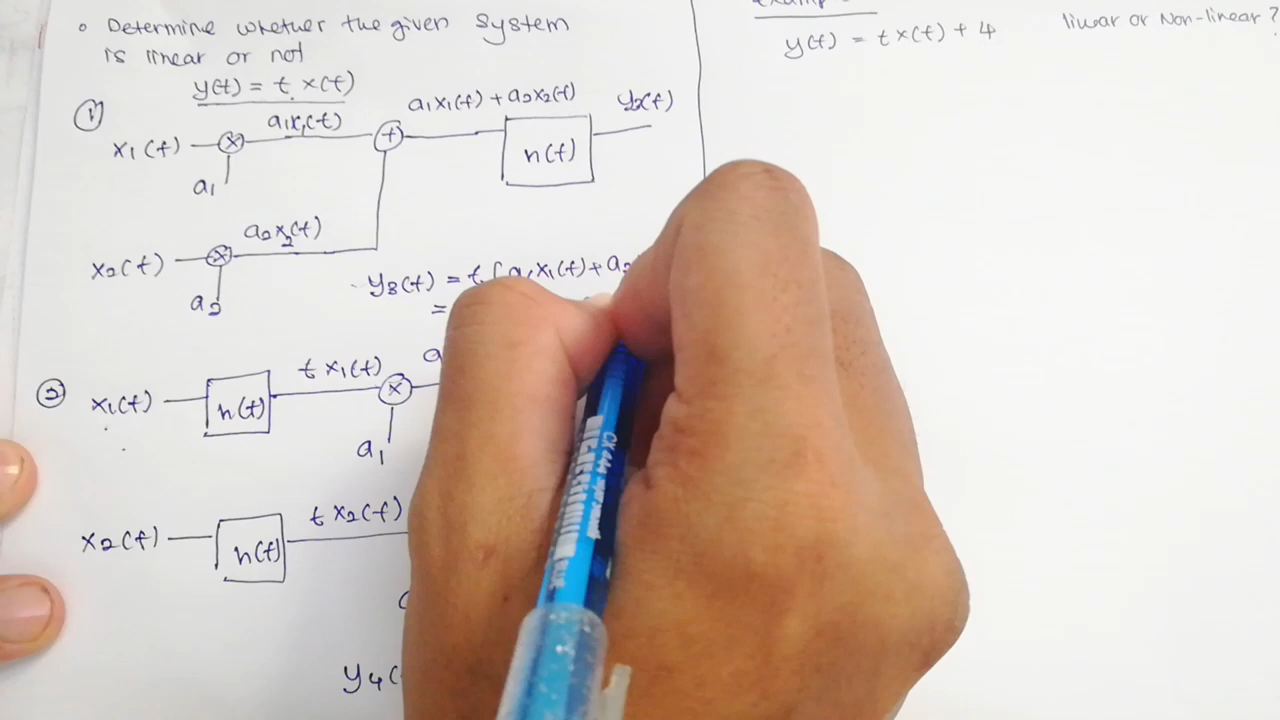 • Determine whether the given system
is linear or not
y(t) = t. x(t)
①
x₁(t)
a₁x₁(t)
a₁
+
a₁x₁(t) + a₂x₂(t)
h(t)
y₃(t)
x₂(t)
a₂x₂(t)
a₂
y₃(t) = t. [a₁x₁(t) + a₂
=
②
x₁(t)
h(t)
t x₁(t)
×
a
a₁
x₂(t)
h(t)
t x₂(t)
y₄(
y(t) = t x(t) + 4
linear or Non-linear?